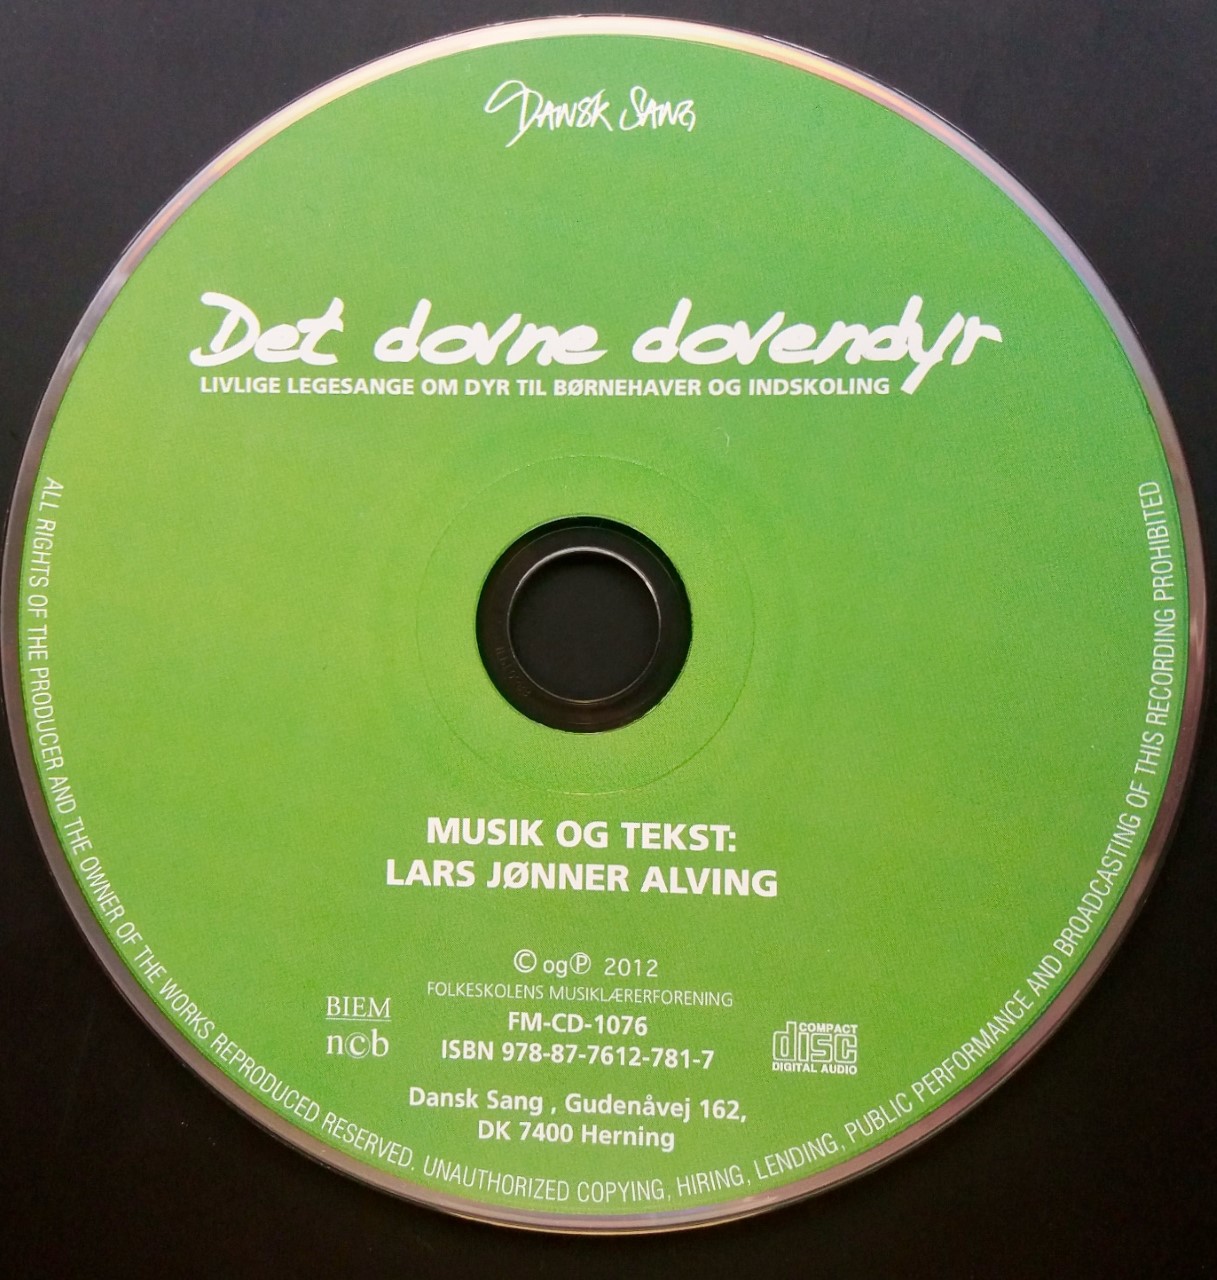 DANSK SANG
Det dovne dovendyr
LIVLIGE LEGESANGE OM DYR TIL BØRNEHAVER OG INDSKOLING
MUSIK OG TEKST:
LARS JØNNER ALVING
© og ℗ 2012
FOLKESKOLENS MUSIKLÆRERFORENING
FM-CD-1076
ISBN 978-87-7612-781-7
BIEM
n©b
COMPACT
disc
DIGITAL AUDIO
Dansk Sang , Gudenåvej 162,
DK 7400 Herning
ALL RIGHTS OF THE PRODUCER AND THE OWNER OF THE WORKS REPRODUCED RESERVED. UNAUTHORIZED COPYING, HIRING, LENDING, PUBLIC PERFORMANCE AND BROADCASTING OF THIS RECORDING PROHIBITED